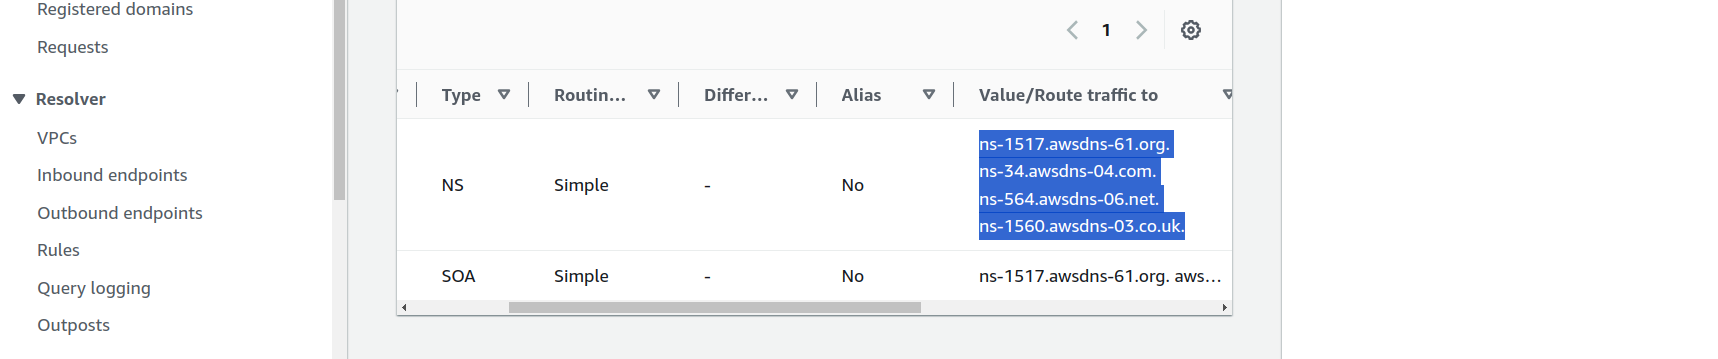 Registered domains
Requests
Resolver
VPCs
Inbound endpoints
Outbound endpoints
Rules
Query logging
Outposts
1
Type Routin... Differ... Alias Value/Route traffic to
NS Simple - No
ns-1517.awsdns-61.org.
ns-34.awsdns-04.com.
ns-564.awsdns-06.net.
ns-1560.awsdns-03.co.uk.
SOA Simple - No ns-1517.awsdns-61.org. aws...